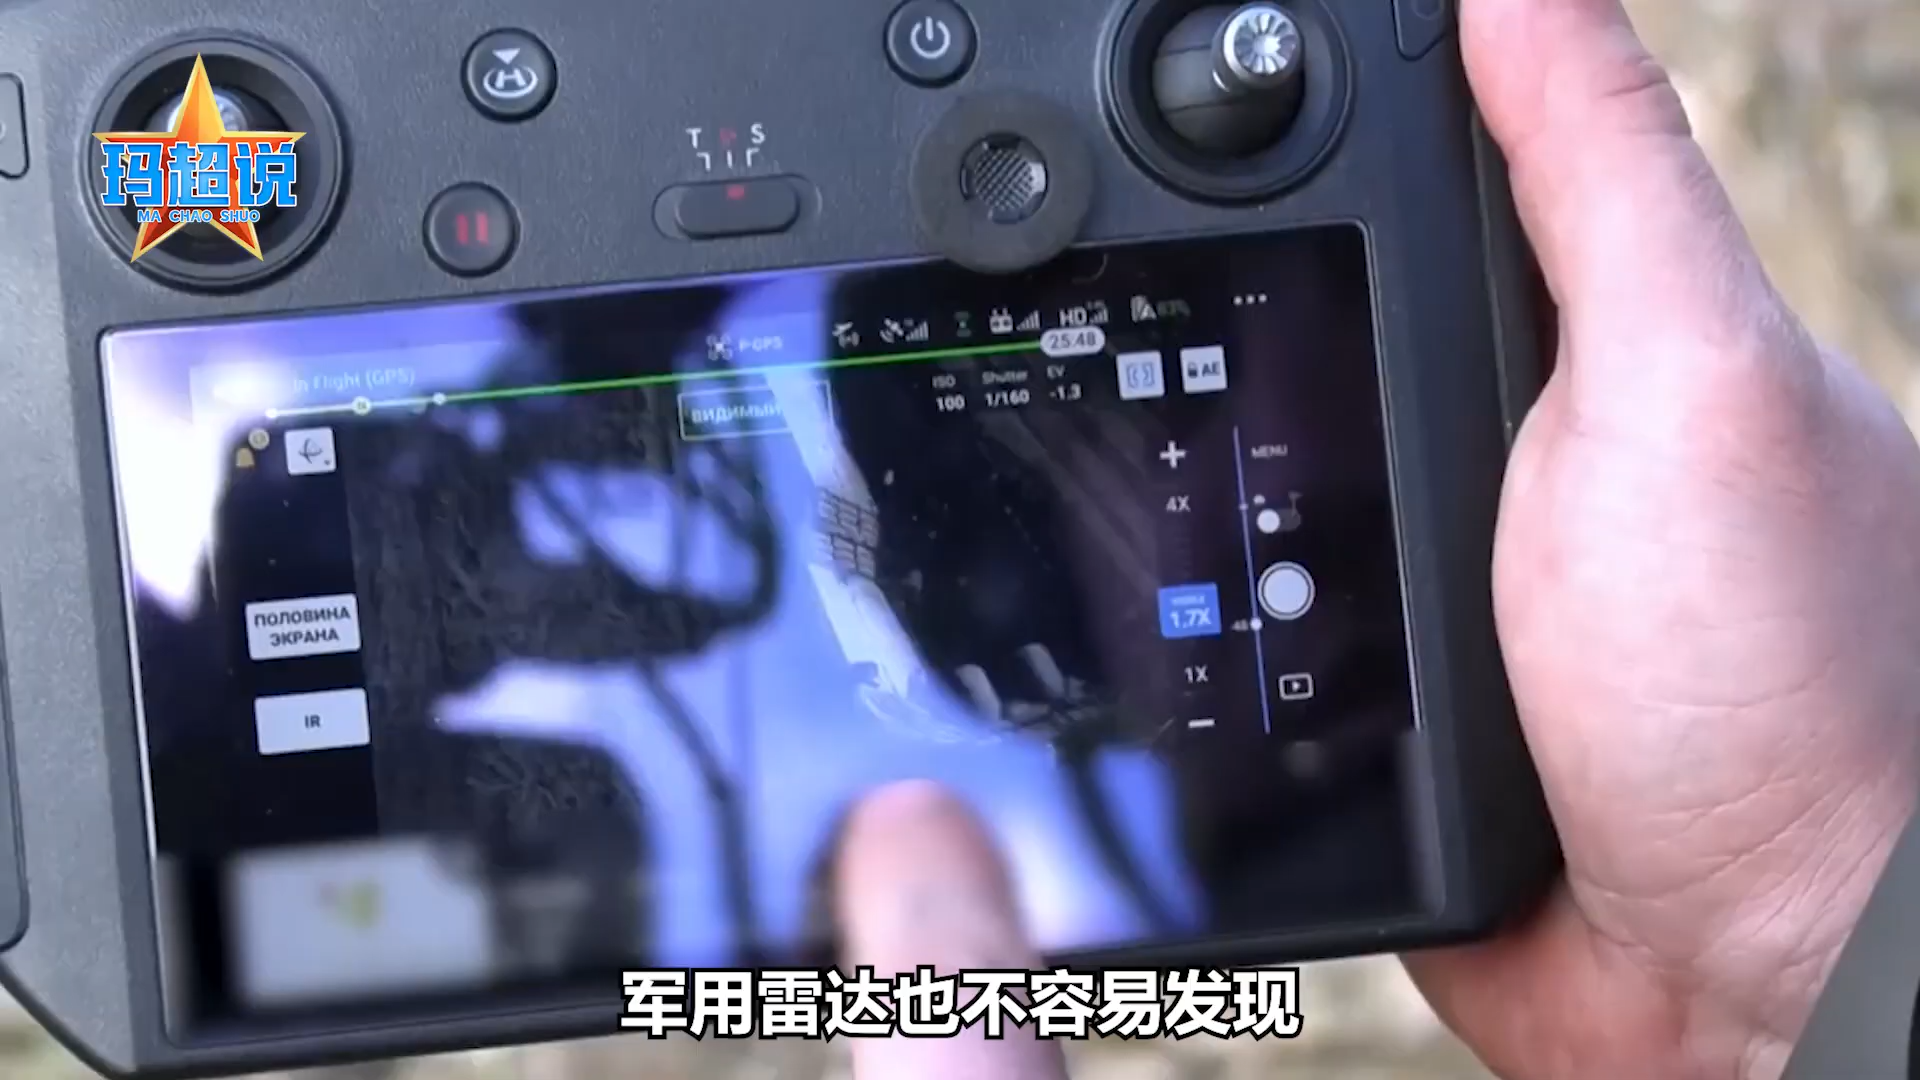 玛超说
MA CHAO SHUO
T P S
P-GPS
HD
25:48
In Flight (GPS)
ISO
100
Shutter
1/160
EV
-1.3
AE
ВИДИМЫЙ
MENU
4X
1.7X
1X
ПОЛОВИНА
ЭКРАНА
IR
军用雷达也不容易发现